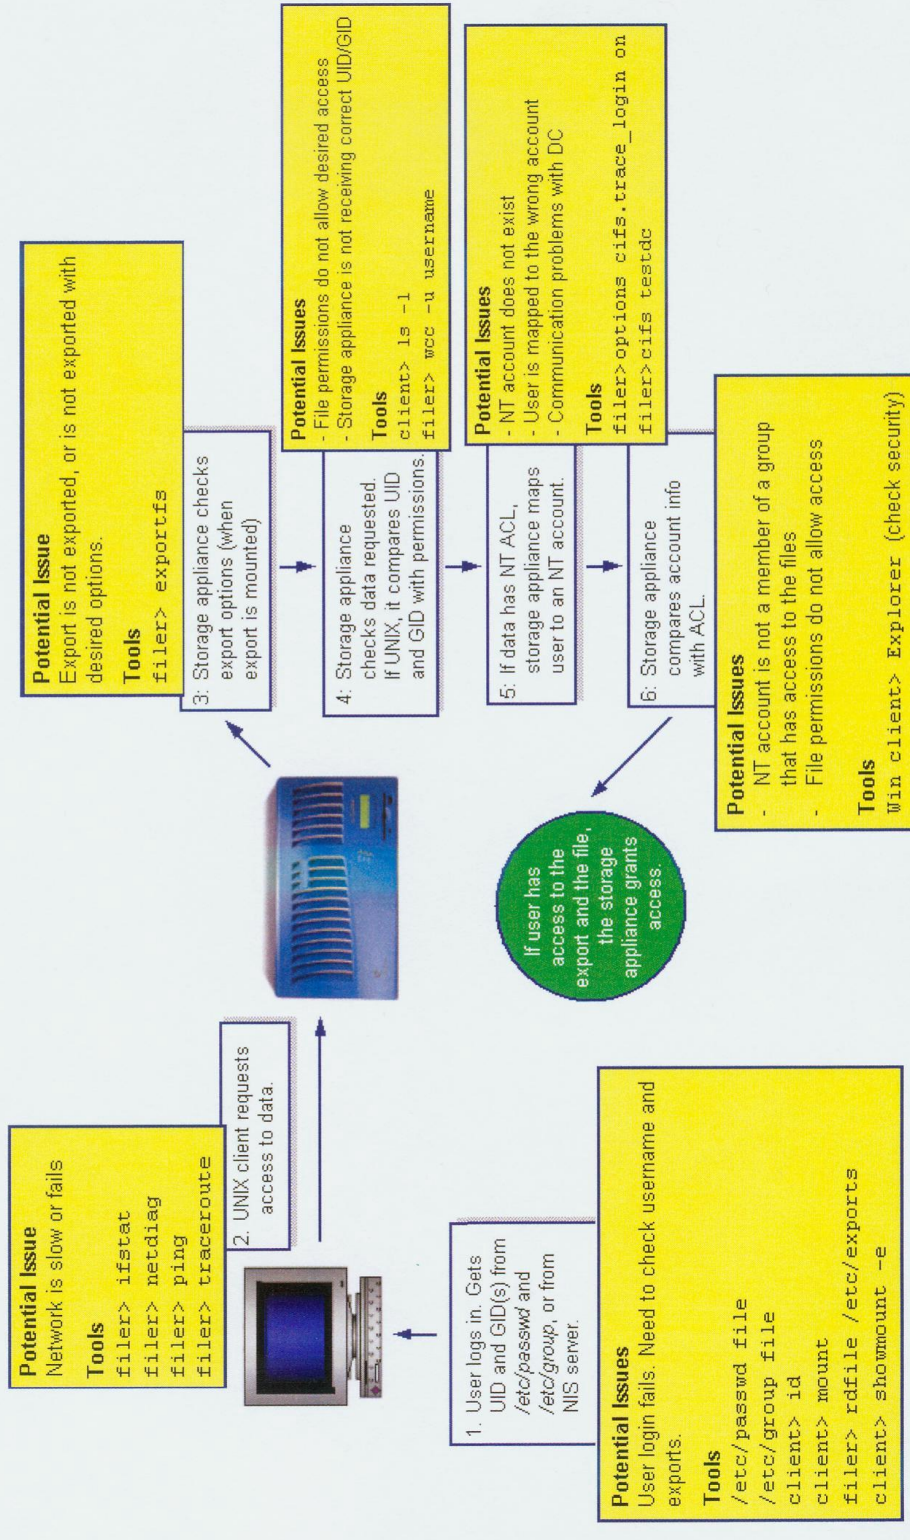 Potential Issue
Network is slow or fails
Tools
filer> ifstat
filer> netdiag
filer> ping
filer> traceroute
2. UNIX client requests
access to data.
1. User logs in. Gets
UID and GID(s) from
/etc/passwd and
/etc/group, or from
NIS server.
Potential Issues
User login fails. Need to check username and
exports.
Tools
/etc/passwd file
/etc/group file
client> id
client> mount
filer> rdfile /etc/exports
client> showmount -e
Potential Issue
Export is not exported, or is not exported with
desired options.
Tools
filer> exportfs
3: Storage appliance checks
export options (when
export is mounted)
Potential Issues
- File permissions do not allow desired access
- Storage appliance is not receiving correct UID/GID
Tools
client> ls -l
filer> wcc -u username
4: Storage appliance
checks data requested.
If UNIX, it compares UID
and GID with permissions.
Potential Issues
- NT account does not exist
- User is mapped to the wrong account
- Communication problems with DC
Tools
filer>options cifs.trace_login on
filer>cifs testdc
5: If data has NT ACL,
storage appliance maps
user to an NT account.
6: Storage appliance
compares account info
with ACL.
Potential Issues
- NT account is not a member of a group
that has access to the files
- File permissions do not allow access
Tools
Win client> Explorer (check security)
If user has
access to the
export and the file,
the storage
appliance grants
access.